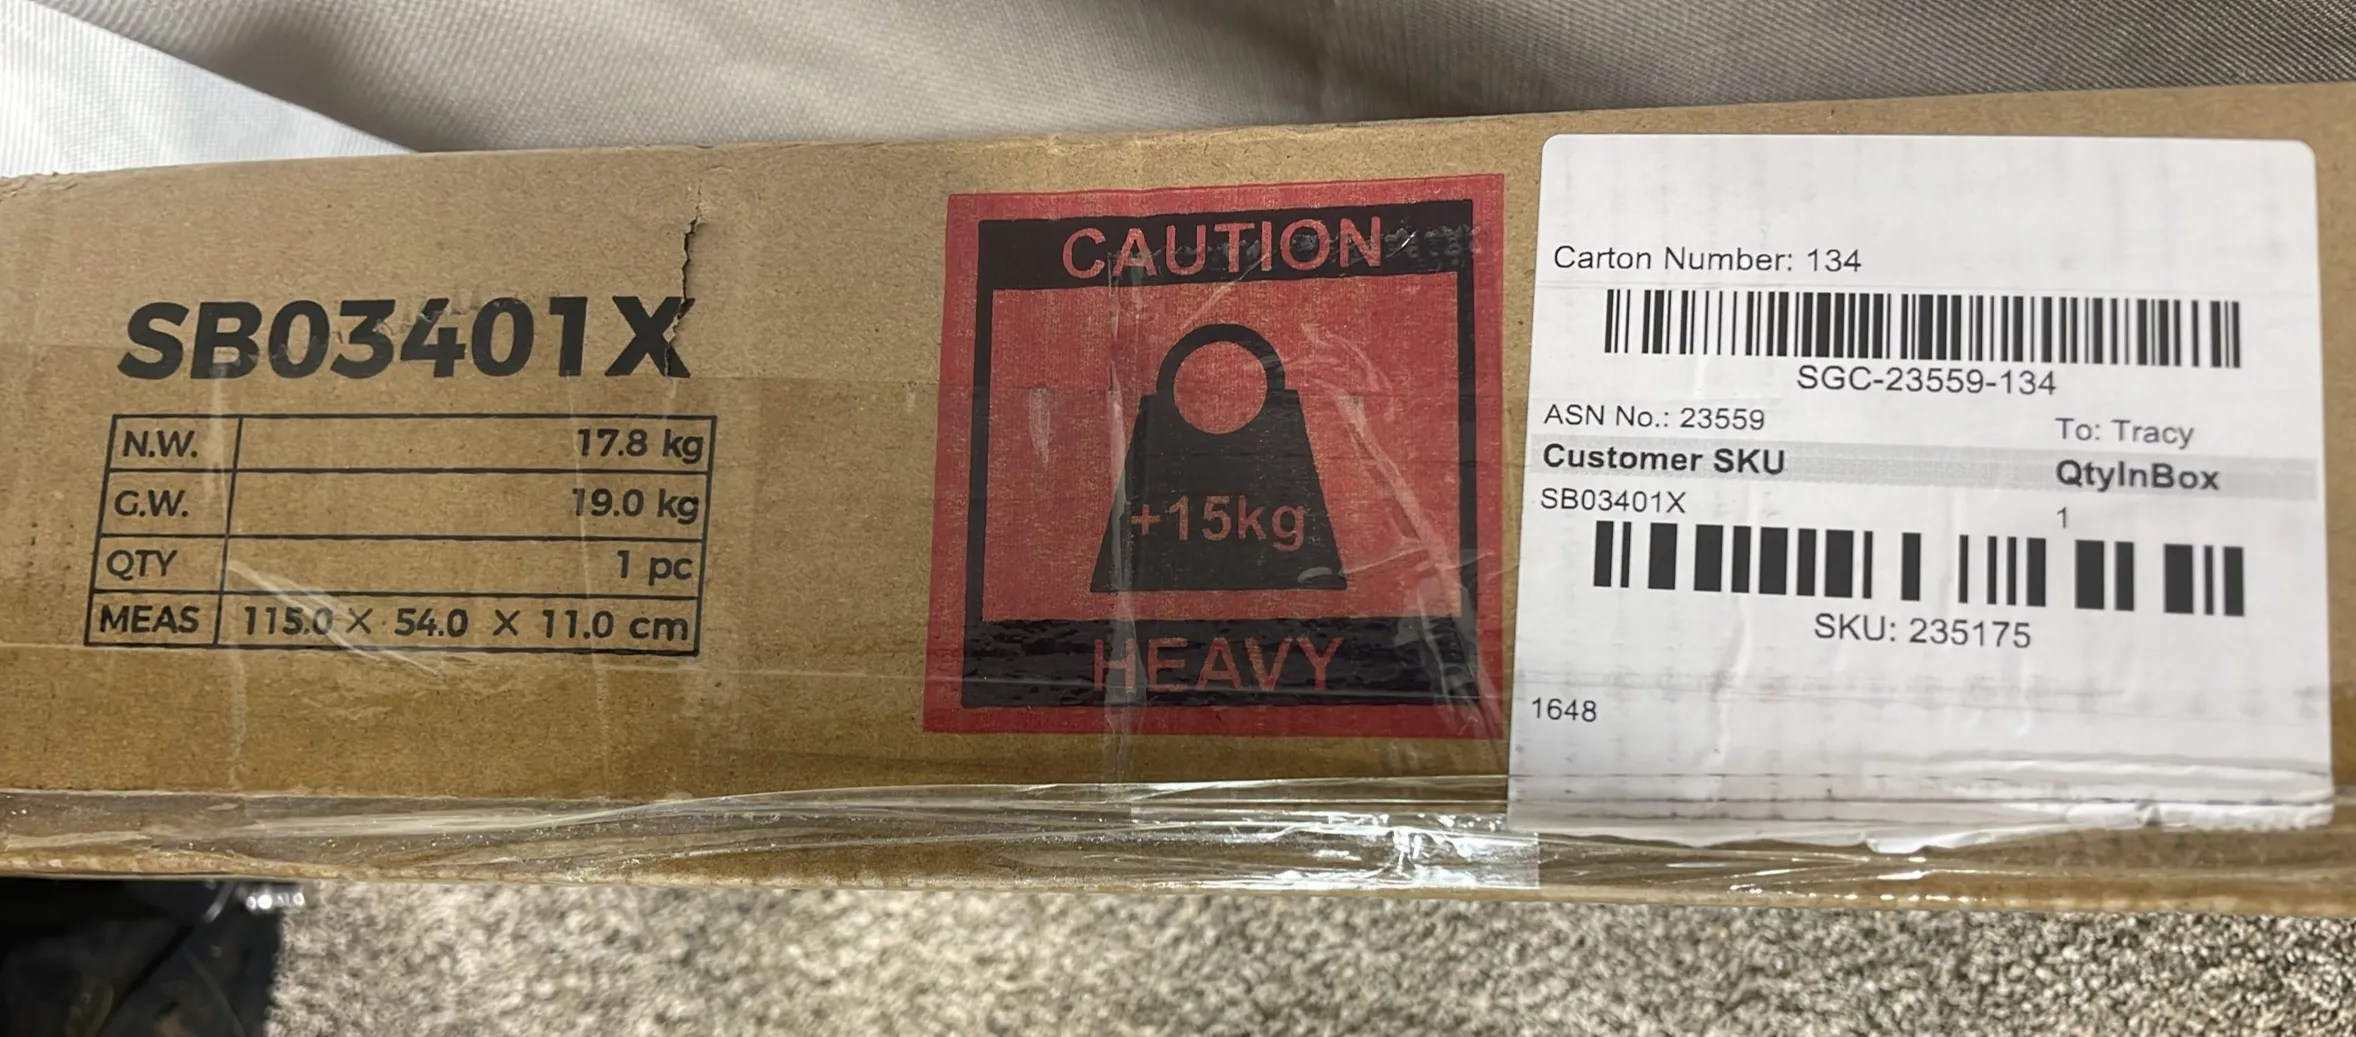 SB03401X
N.W. 17.8 kg
G.W. 19.0 kg
QTY 1 pc
MEAS 115.0 X 54.0 X 11.0 cm
CAUTION
+15kg
HEAVY
Carton Number: 134
SGC-23559-134
ASN No.: 23559 To: Tracy
Customer SKU QtyInBox
SB03401X 1
SKU: 235175
1648